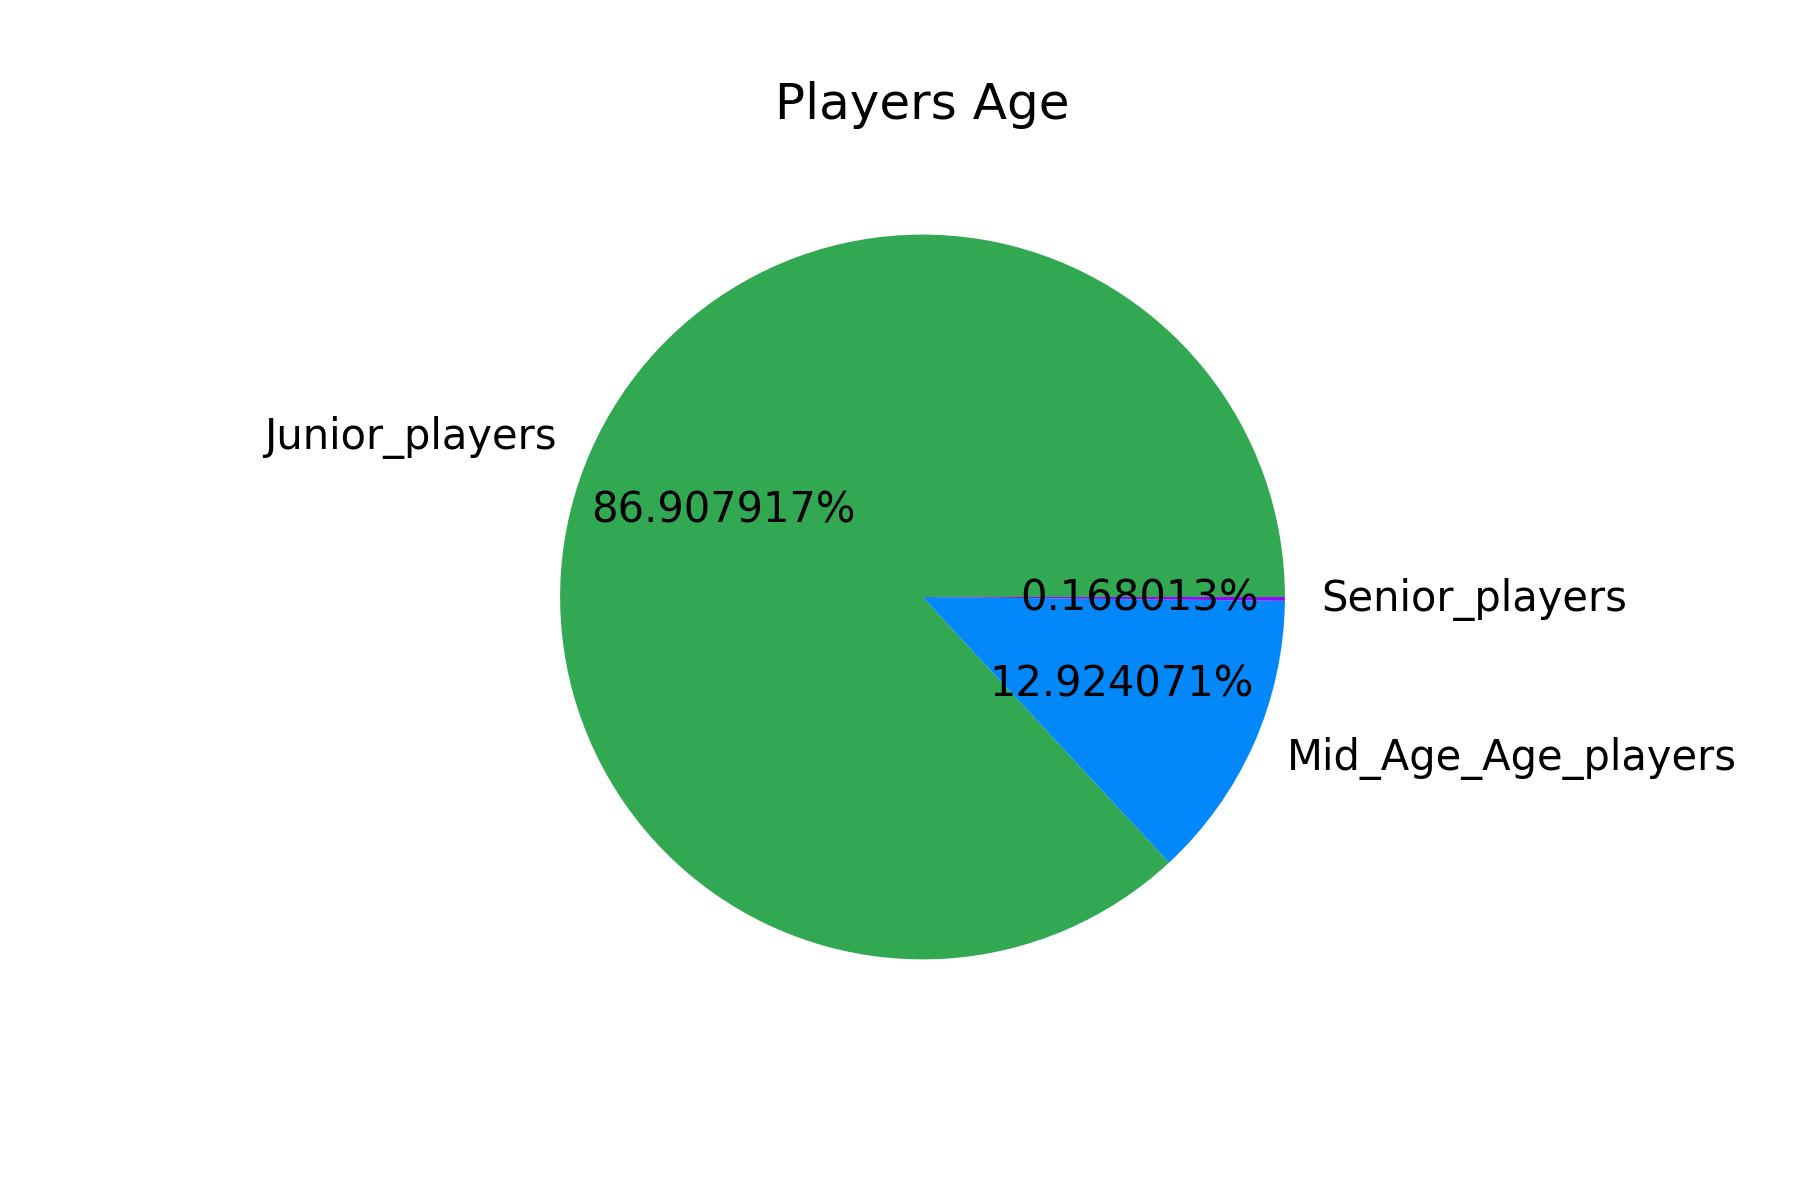 Players Age
Junior_players
86.907917%
0.168013%
Senior_players
12.924071%
Mid_Age_Age_players